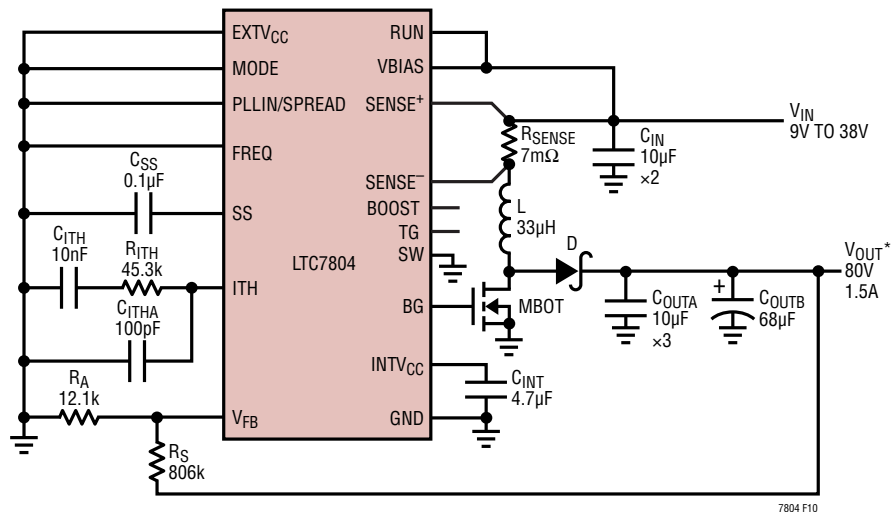 EXTVCC
MODE
PLLIN/SPREAD
FREQ
CSS
0.1µF
SS
CITH
10nF
RITH
45.3k
ITH
CITHA
100pF
RA
12.1k
VFB
RS
806k
LTC7804
RUN
VBIAS
SENSE+
SENSE–
BOOST
TG
SW
BG
INTVCC
GND
RSENSE
7mΩ
L
33µH
D
MBOT
CINT
4.7µF
CIN
10µF
×2
VIN
9V TO 38V
COUTA
10µF
×3
+
COUTB
68µF
VOUT*
80V
1.5A
7804 F10